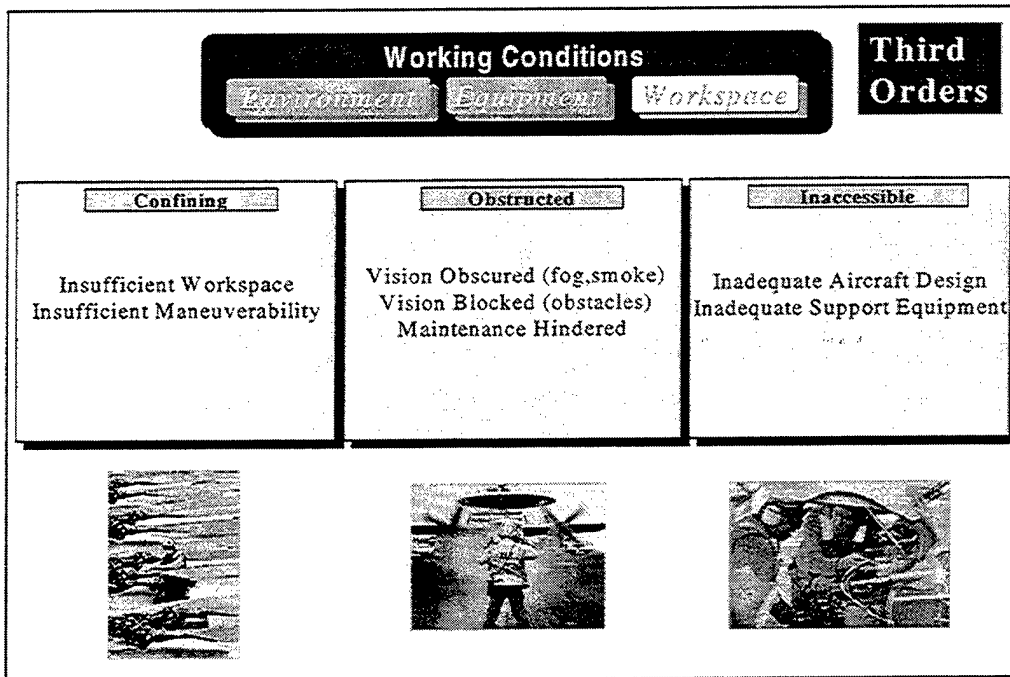 Working Conditions
Environment Equipment Workspace
Third
Orders
Confining
Insufficient Workspace
Insufficient Maneuverability
Obstructed
Vision Obscured (fog,smoke)
Vision Blocked (obstacles)
Maintenance Hindered
Inaccessible
Inadequate Aircraft Design
Inadequate Support Equipment